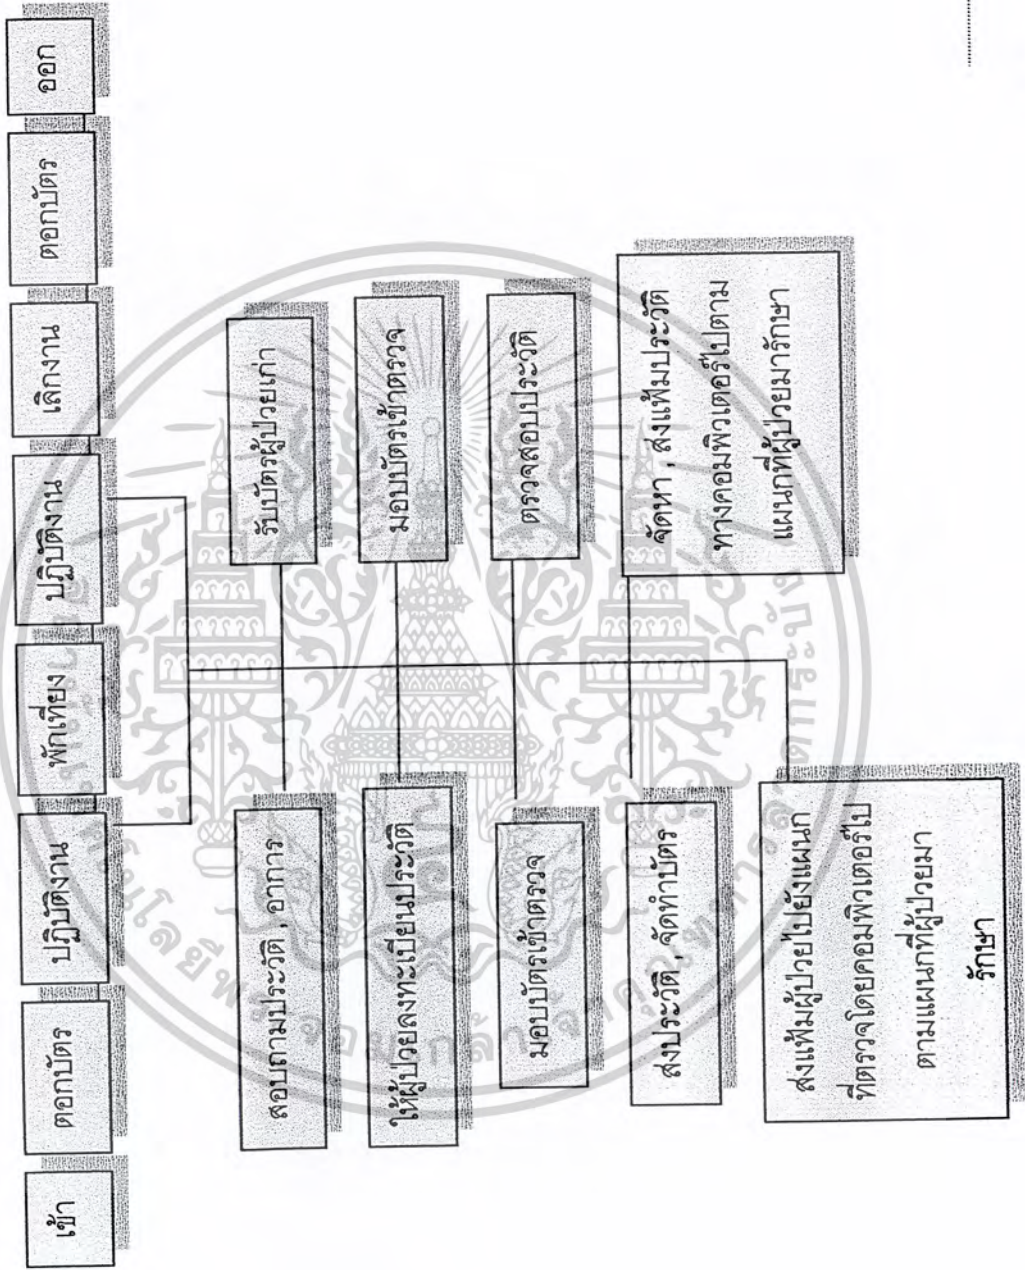 เข้า
ตอกบัตร
ปฏิบัติงาน
พักเที่ยง
ปฏิบัติงาน
เลิกงาน
ตอกบัตร
ออก
สอบถามประวัติ , อาการ
รับบัตรผู้ป่วยเก่า
ให้ผู้ป่วยลงทะเบียนประวัติ
มอบบัตรเข้าตรวจ
มอบบัตรเข้าตรวจ
ตรวจสอบประวัติ
ส่งประวัติ , จัดทำบัตร
จัดหา , ส่งแฟ้มประวัติ
ทางคอมพิวเตอร์ไปตาม
แผนกที่ผู้ป่วยมารักษา
ส่งแฟ้มผู้ป่วยไปยังแผนก
ที่ตรวจโดยคอมพิวเตอร์ไป
ตามแผนกที่ผู้ป่วยมา
รักษา